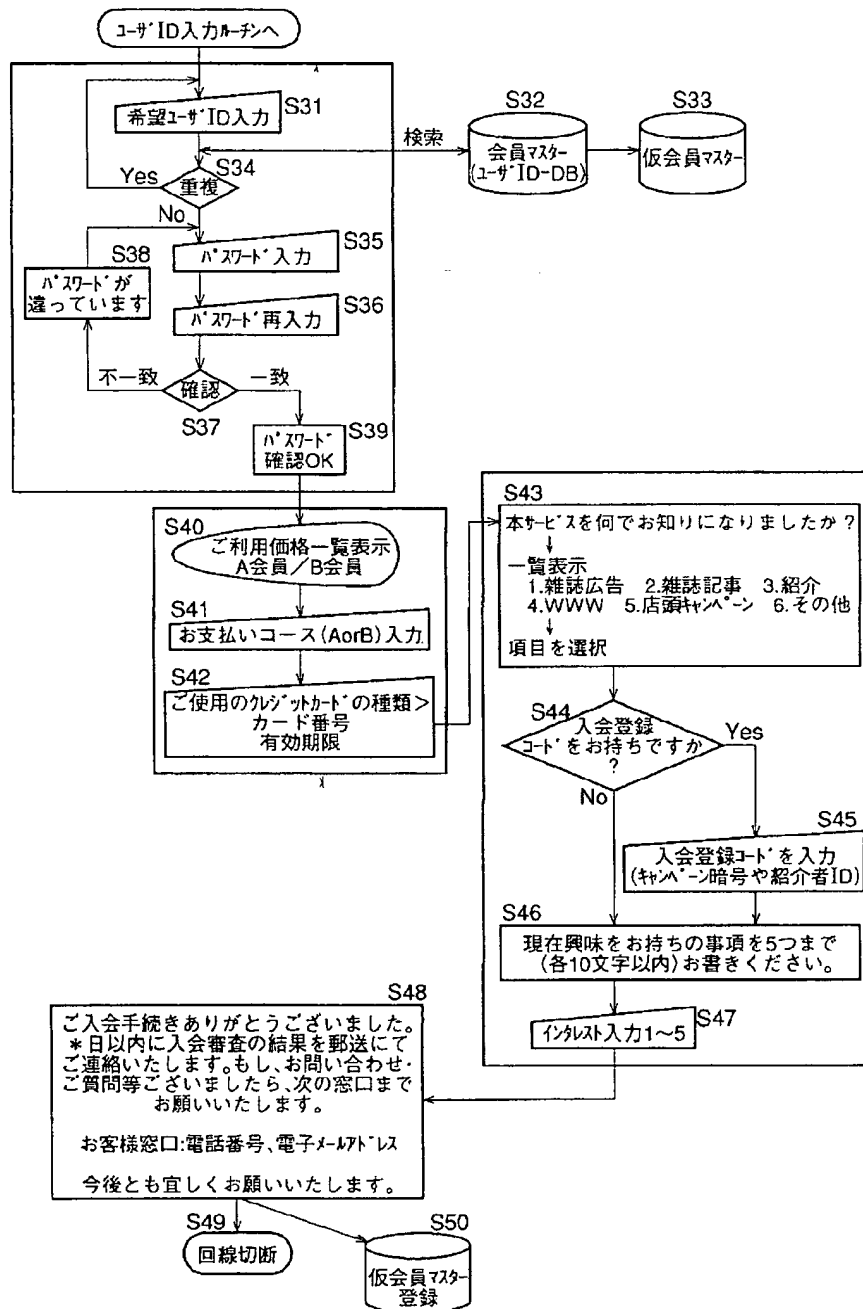 ﾕｰｻﾞID入力ﾙｰﾁﾝへ
S31
希望ﾕｰｻﾞID入力
検索
S32
会員ﾏｽﾀｰ
(ﾕｰｻﾞID-DB)
S33
仮会員ﾏｽﾀｰ
S34
Yes
重複
No
S35
ﾊﾟｽﾜｰﾄﾞ入力
S38
ﾊﾟｽﾜｰﾄﾞが
違っています
S36
ﾊﾟｽﾜｰﾄﾞ再入力
不一致
確認
一致
S37
S39
ﾊﾟｽﾜｰﾄﾞ
確認OK
S40
ご利用価格一覧表示
A会員／B会員
S41
お支払いコース(AorB)入力
S42
ご使用のｸﾚｼﾞｯﾄｶｰﾄﾞの種類>
カード番号
有効期限
S43
本ｻｰﾋﾞｽを何でお知りになりましたか？
一覧表示
1.雑誌広告 2.雑誌記事 3.紹介
4.WWW 5.店頭ｷｬﾝﾍﾟｰﾝ 6.その他
項目を選択
S44
入会登録
ｺｰﾄﾞをお持ちですか
？
Yes
No
S45
入会登録ｺｰﾄﾞを入力
(ｷｬﾝﾍﾟｰﾝ暗号や紹介者ID)
S46
現在興味をお持ちの事項を5つまで
(各10文字以内)お書きください。
S47
ｲﾝﾀﾚｽﾄ入力1～5
S48
ご入会手続きありがとうございました。
＊日以内に入会審査の結果を郵送にて
ご連絡いたします。もし、お問い合わせ・
ご質問等ございましたら、次の窓口まで
お願いいたします。
お客様窓口:電話番号、電子ﾒｰﾙｱﾄﾞﾚｽ
今後とも宜しくお願いいたします。
S49
回線切断
S50
仮会員ﾏｽﾀｰ
登録